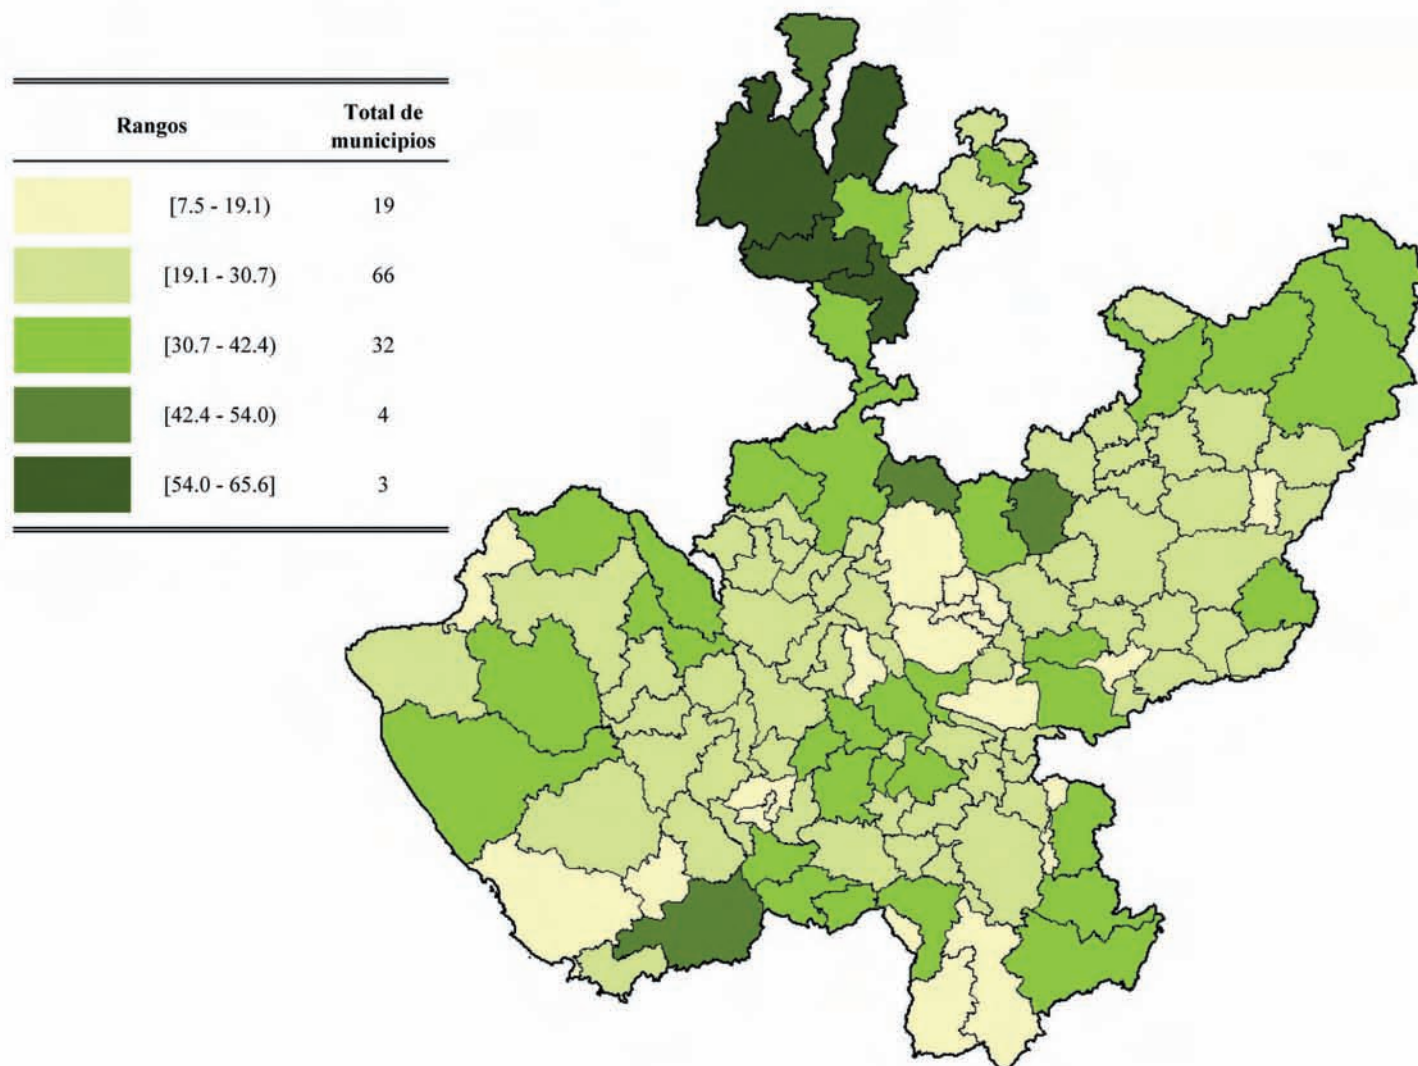 Rangos
Total de
municipios
[7.5 - 19.1) 19
[19.1 - 30.7) 66
[30.7 - 42.4) 32
[42.4 - 54.0) 4
[54.0 - 65.6] 3